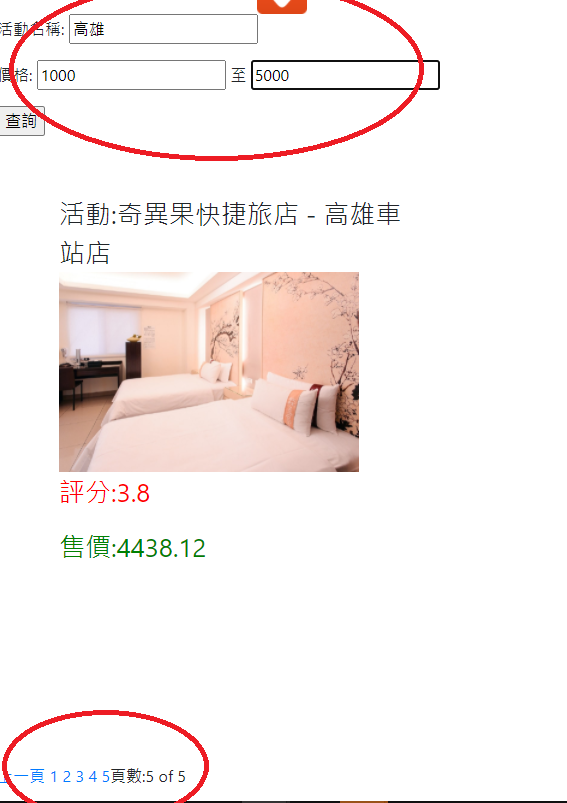 活動名稱: 高雄
價格: 1000 至 5000
查詢
活動:奇異果快捷旅店 - 高雄車
站店
評分:3.8
售價:4438.12
上一頁 1 2 3 4 5頁數:5 of 5